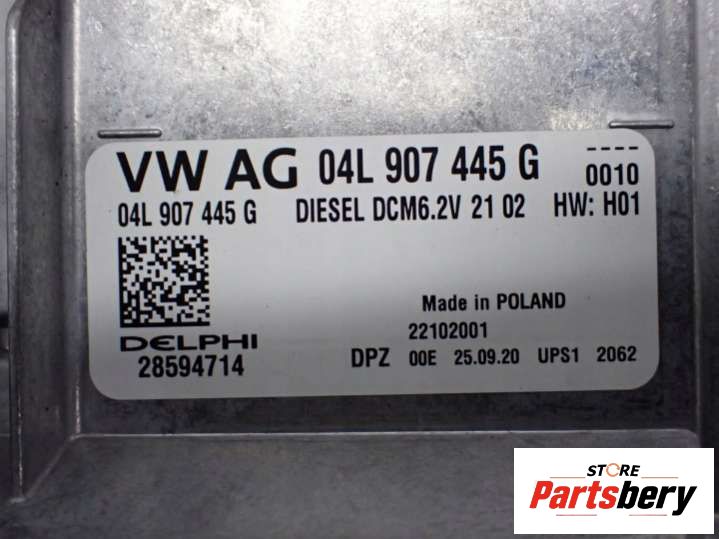 VW AG 04L 907 445 G ----
0010
04L 907 445 G DIESEL DCM6.2V 21 02 HW: H01
Made in POLAND
22102001
DELPHI
28594714 DPZ 00E 25.09.20 UPS1 2062
STORE
Partsbery